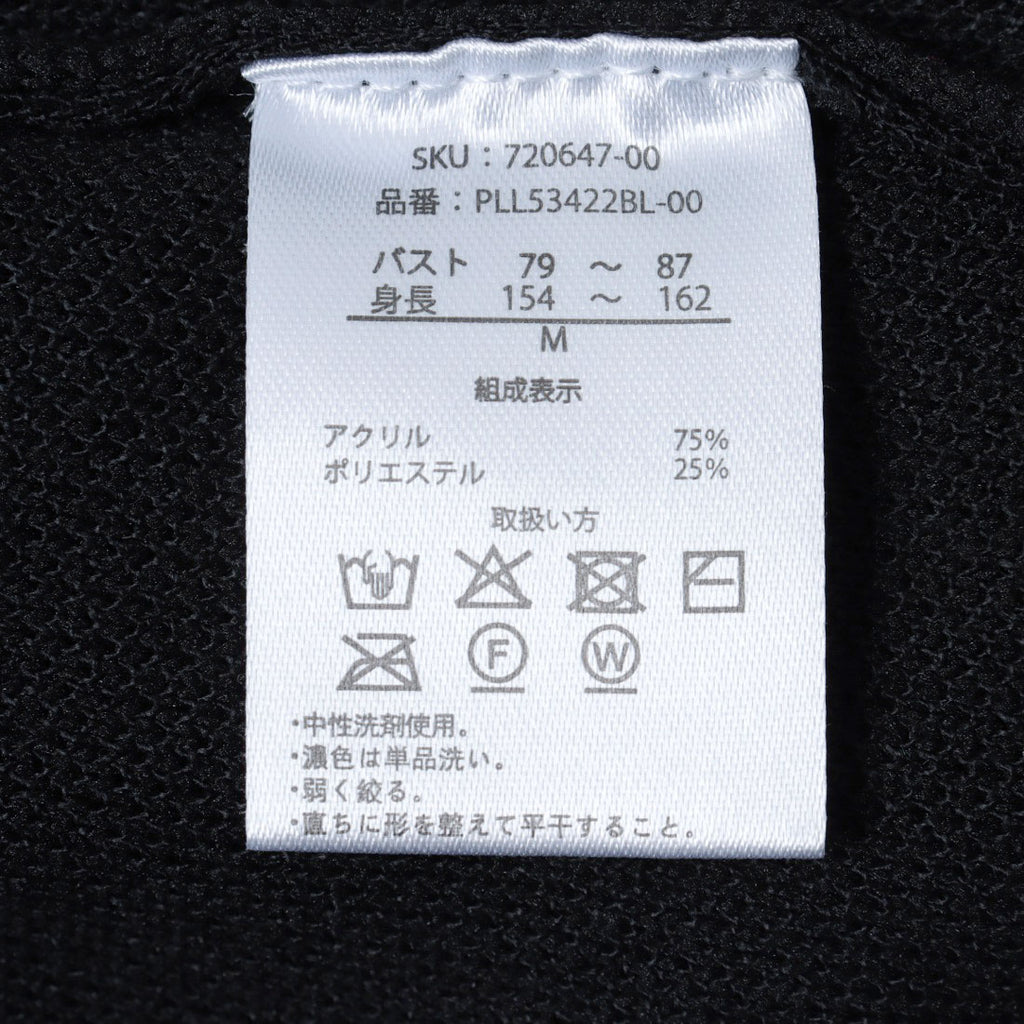 SKU：720647-00
品番：PLL53422BL-00
バスト 79 ～ 87
身長 154 ～ 162
M
組成表示
アクリル 75%
ポリエステル 25%
取扱い方
F W
・中性洗剤使用。
・濃色は単品洗い。
・弱く絞る。
・直ちに形を整えて平干すること。